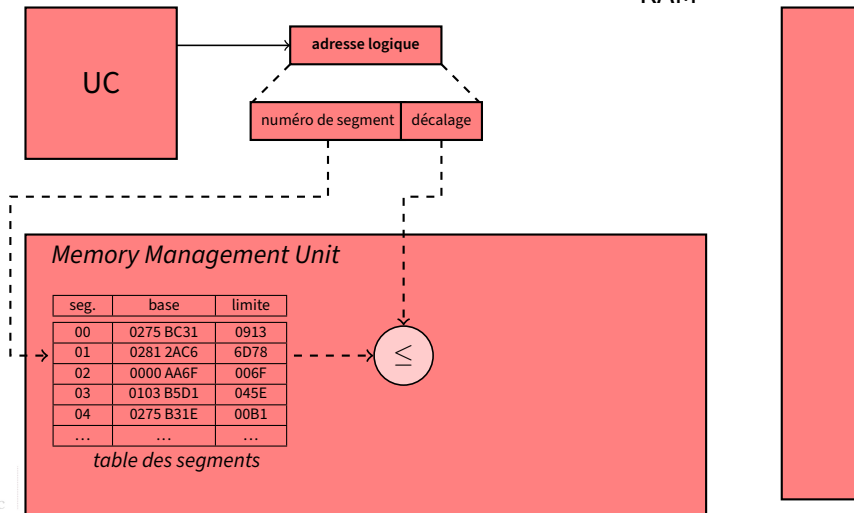 UC
adresse logique
numéro de segment décalage
Memory Management Unit
seg. base limite
00 0275 BC31 0913
01 0281 2AC6 6D78
02 0000 AA6F 006F
03 0103 B5D1 045E
04 0275 B31E 00B1
… … …
≤
table des segments